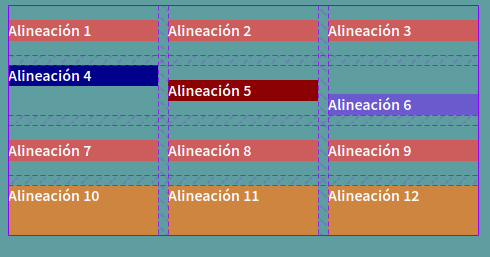 Alineación 1
Alineación 2
Alineación 3
Alineación 4
Alineación 5
Alineación 6
Alineación 7
Alineación 8
Alineación 9
Alineación 10
Alineación 11
Alineación 12